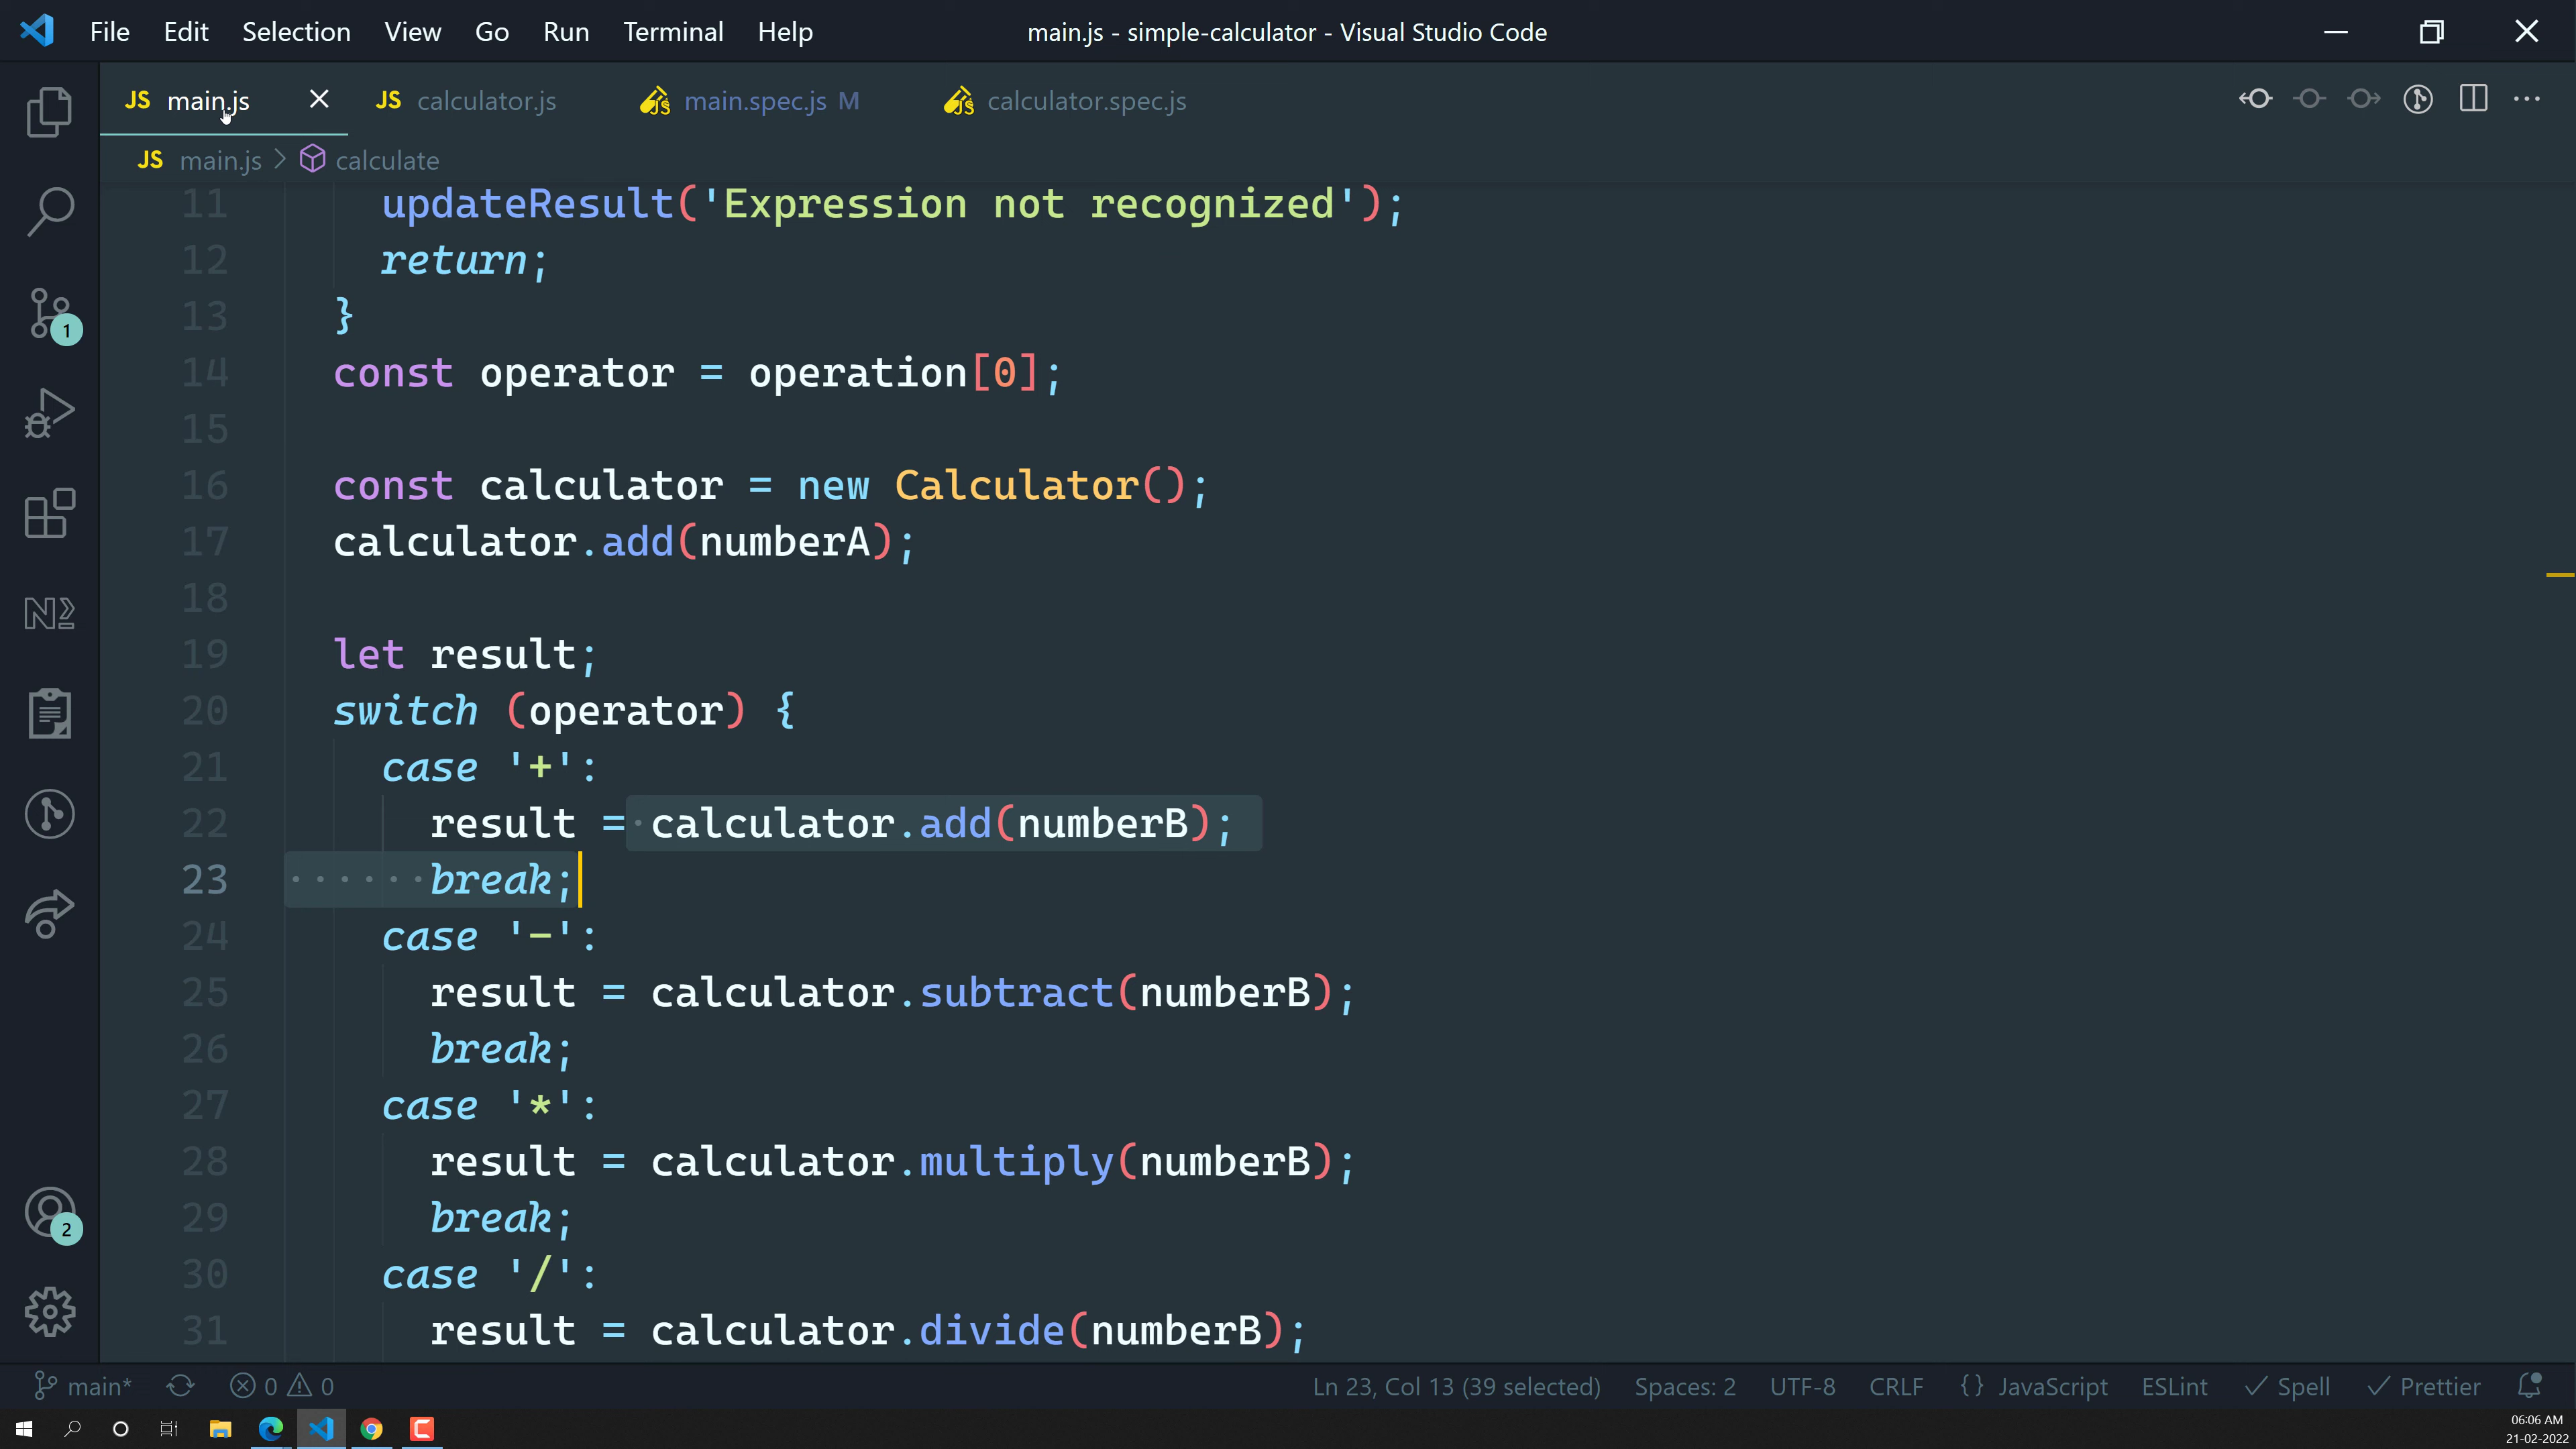 File Edit Selection View Go Run Terminal Help main.js - simple-calculator - Visual Studio Code
JS main.js JS calculator.js JS main.spec.js M JS calculator.spec.js
JS main.js > calculate
11 updateResult('Expression not recognized');
12 return;
13 }
14 const operator = operation[0];
15
16 const calculator = new Calculator();
17 calculator.add(numberA);
18
19 let result;
20 switch (operator) {
21 case '+':
22 result = calculator.add(numberB);
23 break;
24 case '-':
25 result = calculator.subtract(numberB);
26 break;
27 case '*':
28 result = calculator.multiply(numberB);
29 break;
30 case '/':
31 result = calculator.divide(numberB);
1
2
main* 0 0 Ln 23, Col 13 (39 selected) Spaces: 2 UTF-8 CRLF {} JavaScript ESLint Spell Prettier
06:06 AM
21-02-2022